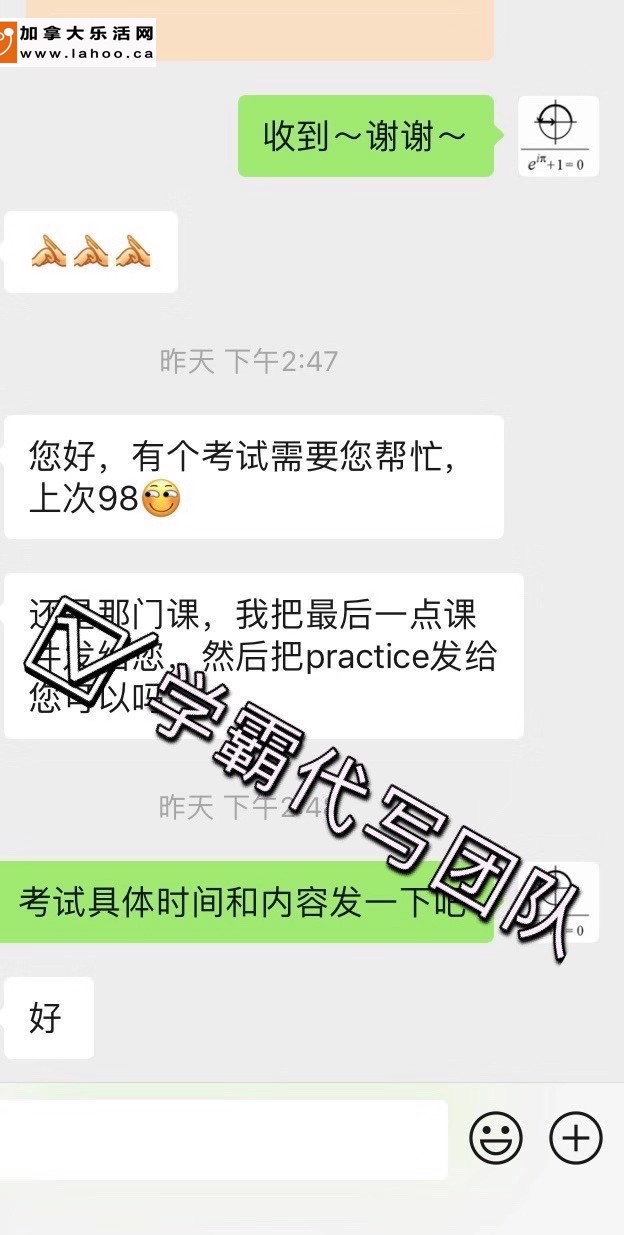 加拿大乐活网
www.lahoo.ca
收到～谢谢～
e^{iπ}+1=0
昨天 下午2:47
您好，有个考试需要您帮忙，
上次98
还是那门课，我把最后一点课
件发给您，然后把practice发给
您可以吗
学霸代写团队
昨天 下午2:48
考试具体时间和内容发一下吧
=0
好